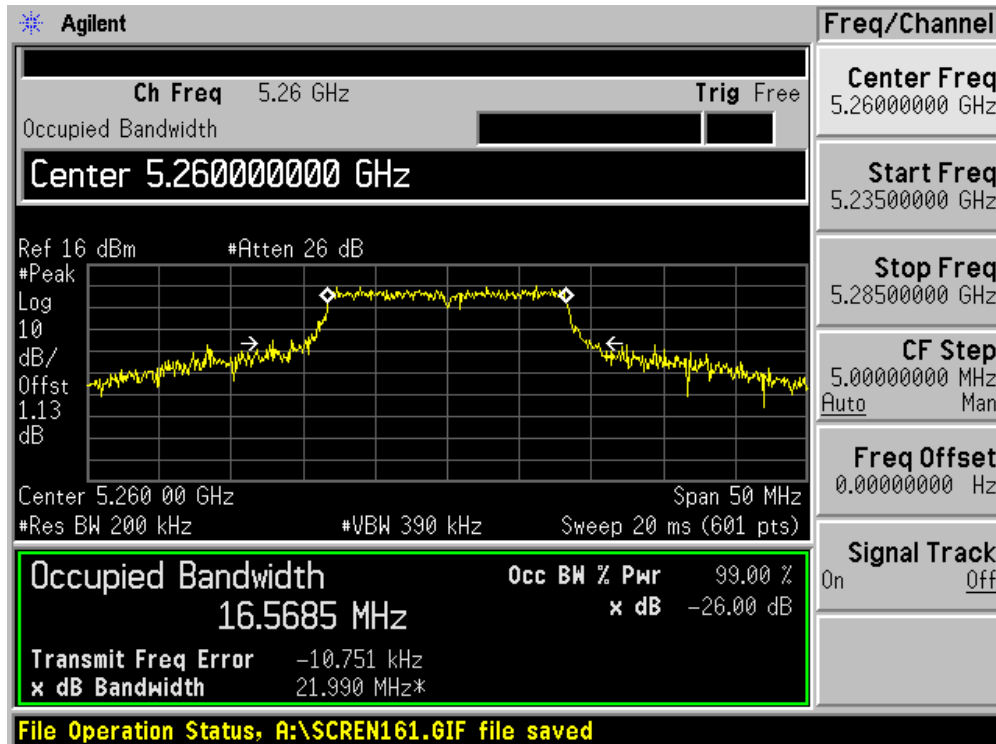 Agilent
Freq/Channel
Ch Freq 5.26 GHz Trig Free
Occupied Bandwidth
Center 5.260000000 GHz
Ref 16 dBm #Atten 26 dB
#Peak
Log
10
dB/
Offst
1.13
dB
Center 5.260 00 GHz Span 50 MHz
#Res BW 200 kHz #VBW 390 kHz Sweep 20 ms (601 pts)
Occupied Bandwidth Occ BW % Pwr 99.00 %
16.5685 MHz x dB -26.00 dB
Transmit Freq Error -10.751 kHz
x dB Bandwidth 21.990 MHz*
File Operation Status, A:\SCREN161.GIF file saved
Center Freq
5.26000000 GHz
Start Freq
5.23500000 GHz
Stop Freq
5.28500000 GHz
CF Step
5.00000000 MHz
Auto Man
Freq Offset
0.00000000 Hz
Signal Track
On Off